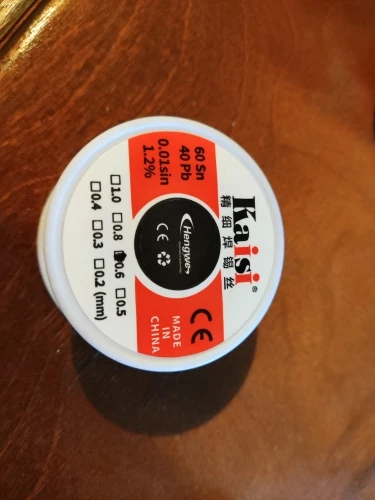 Kaisi®
精细焊锡丝
60 Sn
40 Pb
0.01sin
1.2%
Hengwei
CE
CE
MADE
IN
CHINA
□1.0 □0.8 0.6 □0.5
□0.4 □0.3 □0.2 (mm)